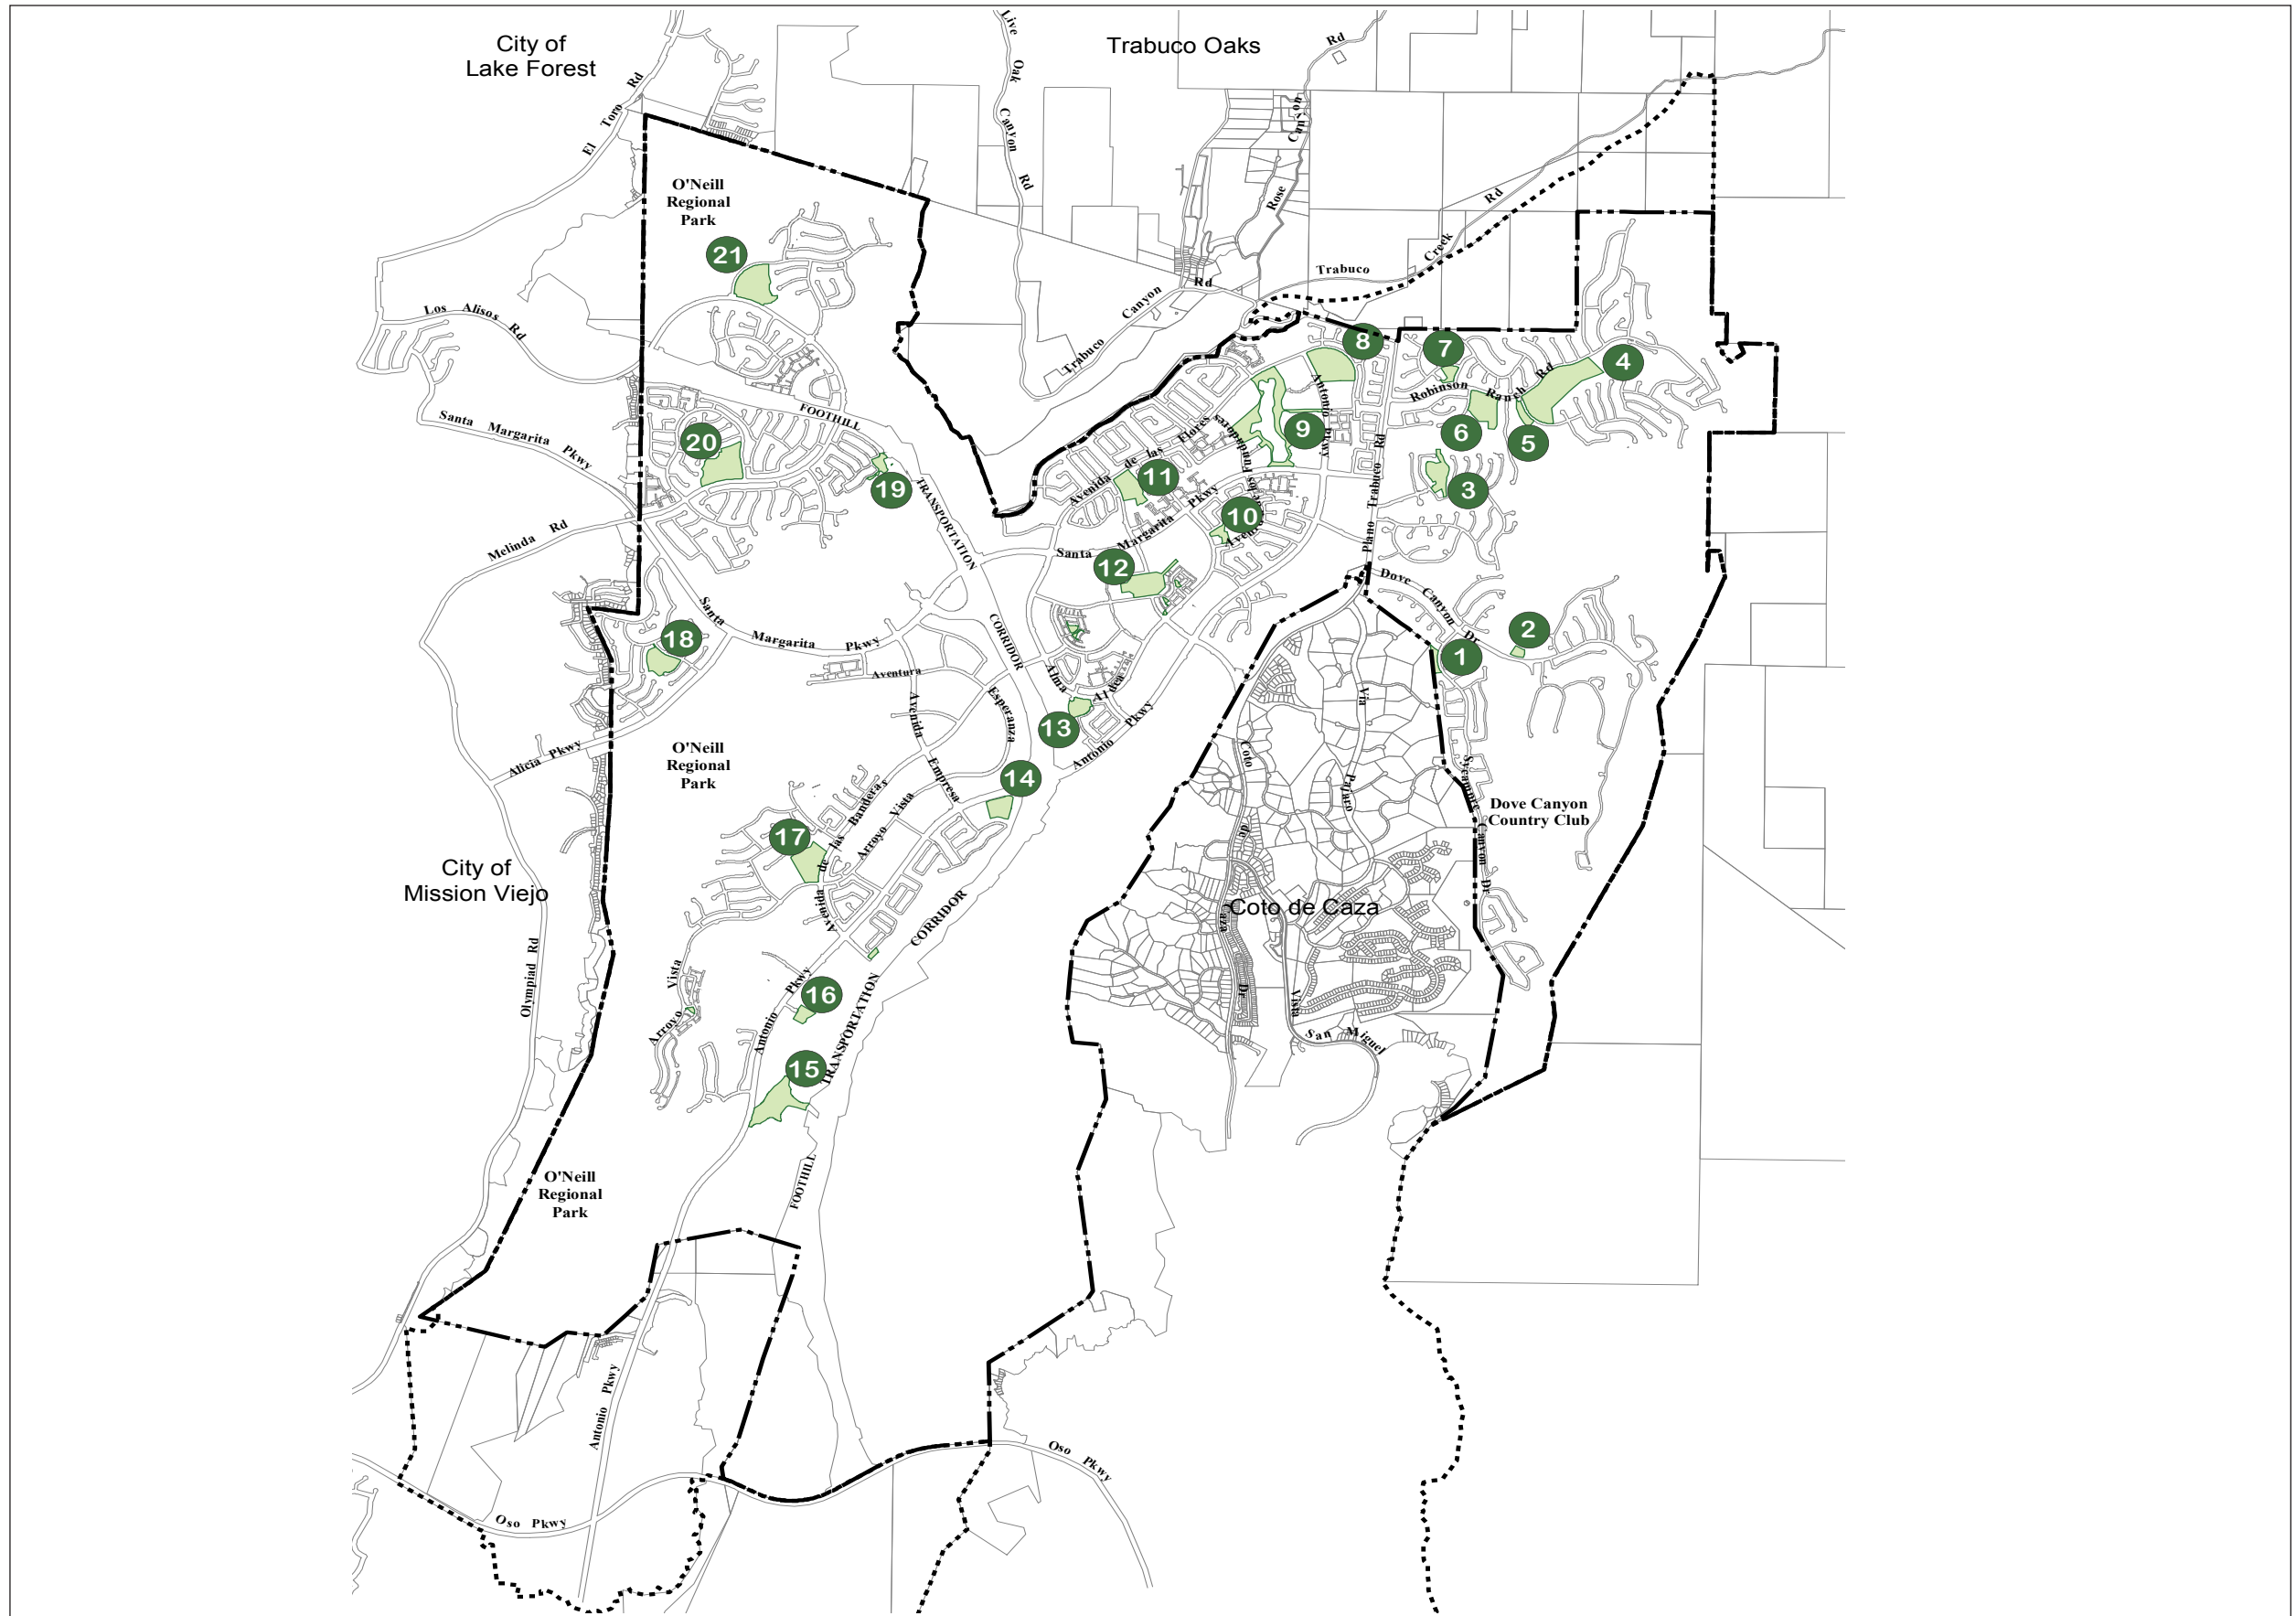 City of
Lake Forest
Trabuco Oaks
Live Oak Canyon Rd
Rd
El Toro Rd
Rose Canyon
O'Neill
Regional
Park
21
Trabuco Creek Rd
Trabuco Canyon Rd
Los Alisos Rd
8
7
4
Robinson Ranch Rd
Antonio Pkwy
FOOTHILL
Santa Margarita Pkwy
20
9
6
5
Avenida de las Flores
Avenida de los Fundadores
11
19
3
Plano Trabuco Rd
10
TRANSPORTATION
Melinda Rd
Santa Margarita Pkwy
12
Dove Canyon Dr
CORRIDOR
Santa Margarita Pkwy
18
2
1
Aventura
Alma Aldea
Avenida Empresa
Esperanza
Via Pajaro
13
Antonio Pkwy
O'Neill
Regional
Park
Alicia Pkwy
14
Coto de Caza Dr
Sycamore Canyon Dr
Dove Canyon
Country Club
Avenida de las Banderas
Arroyo Vista
17
City of
Mission Viejo
Coto de Caza
CORRIDOR
Olympiad Rd
Arroyo Vista
Antonio Pkwy
16
TRANSPORTATION
Vista
San Miguel
15
FOOTHILL
O'Neill
Regional
Park
Antonio Pkwy
Oso Pkwy
Oso Pkwy